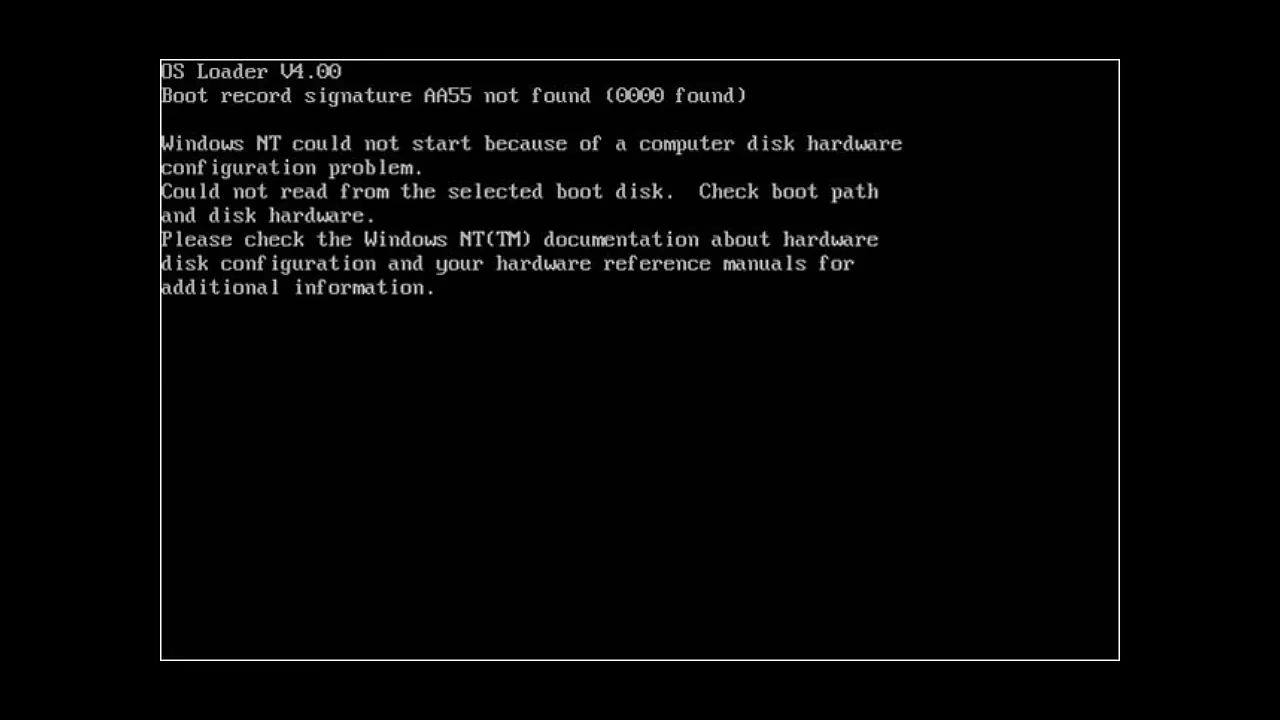 OS Loader V4.00
Boot record signature AA55 not found (0000 found)
Windows NT could not start because of a computer disk hardware
configuration problem.
Could not read from the selected boot disk.  Check boot path
and disk hardware.
Please check the Windows NT(TM) documentation about hardware
disk configuration and your hardware reference manuals for
additional information.